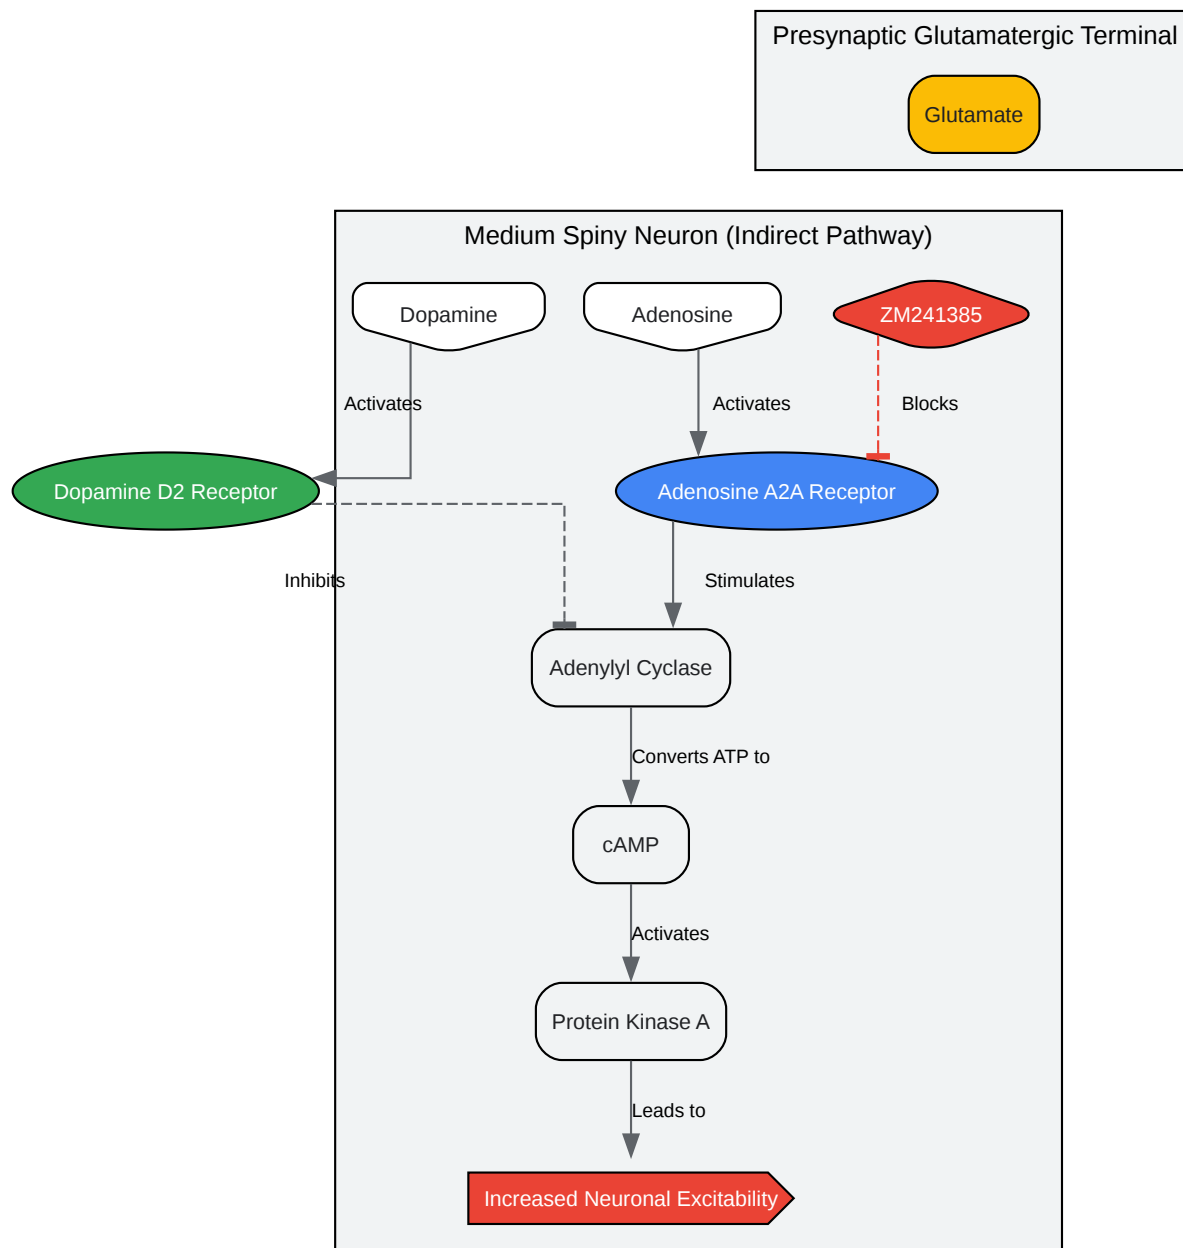 Presynaptic Glutamatergic Terminal
Glutamate
Medium Spiny Neuron (Indirect Pathway)
Dopamine
Adenosine
ZM241385
Activates
Activates
Blocks
Dopamine D2 Receptor
Adenosine A2A Receptor
Inhibits
Stimulates
Adenylyl Cyclase
Converts ATP to
cAMP
Activates
Protein Kinase A
Leads to
Increased Neuronal Excitability